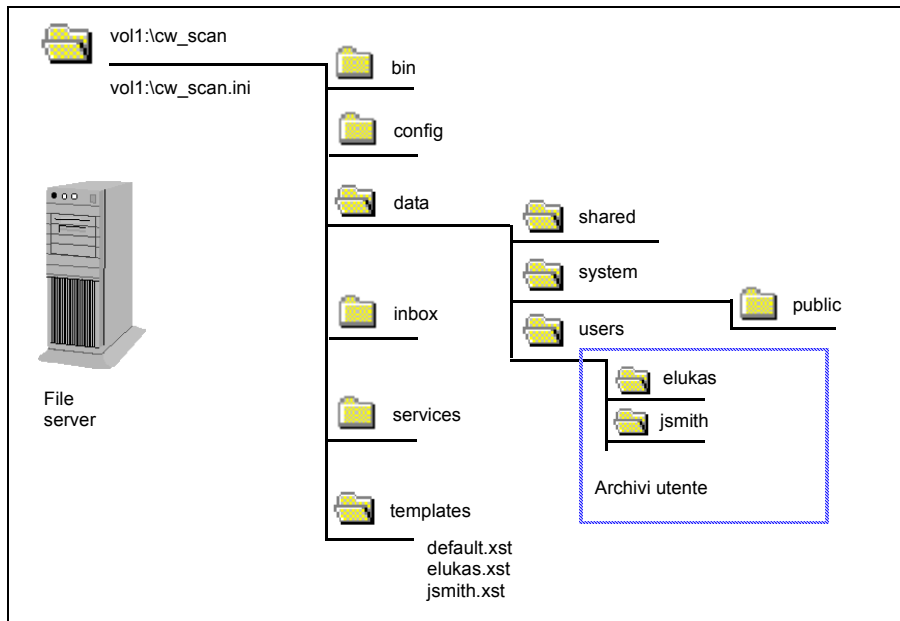 vol1:\cw_scan
vol1:\cw_scan.ini
bin
config
data
shared
system
public
users
elukas
jsmith
Archivi utente
inbox
services
templates
default.xst
elukas.xst
jsmith.xst
File
server